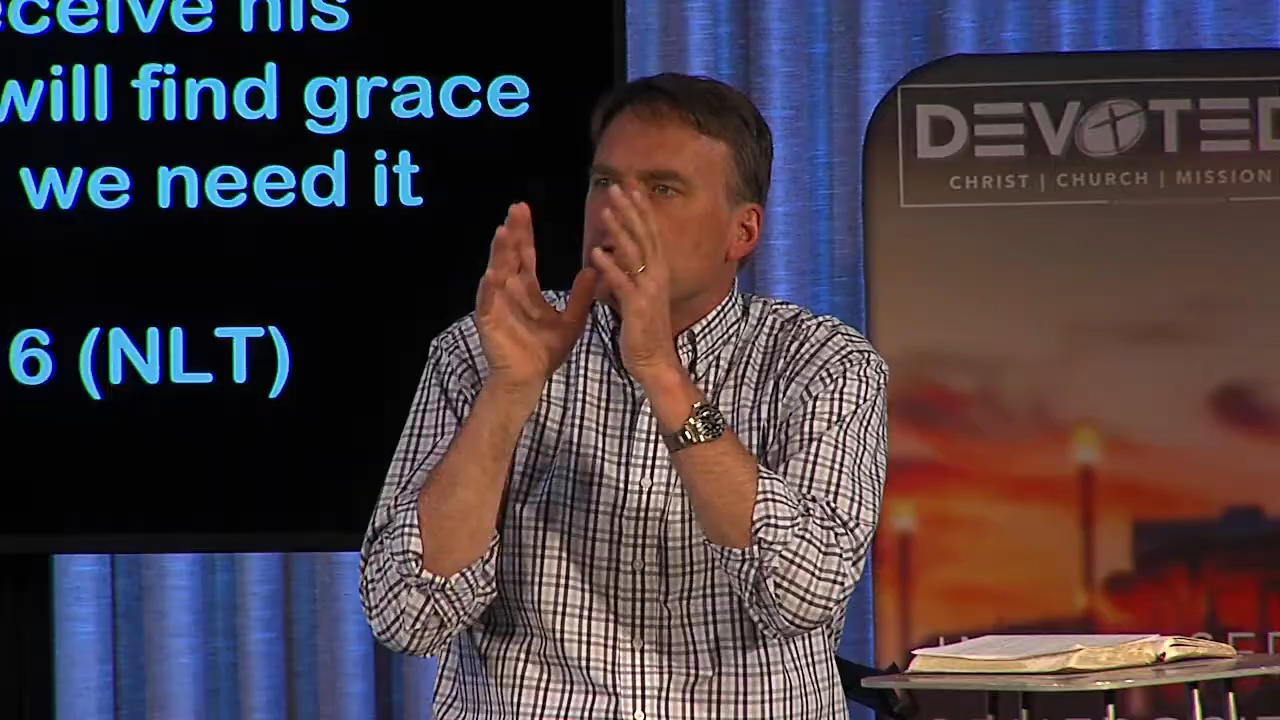 eceive his
will find grace
we need it
6 (NLT)
DEVOTED
CHRIST | CHURCH | MISSION